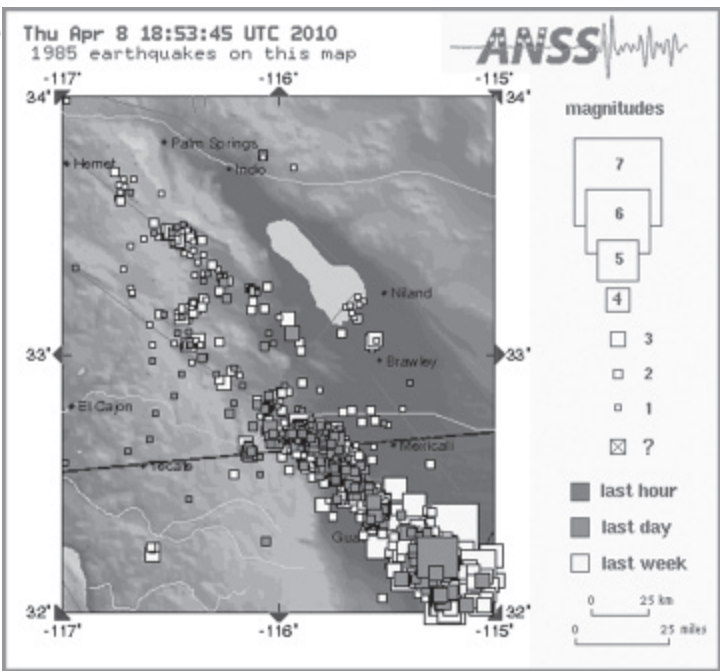 Thu Apr 8 18:53:45 UTC 2010
1985 earthquakes on this map
ANSS
-117° -116° -115°
34° 34°
Palm Springs
Hemet
Indio
Niland
33° 33°
Brawley
El Cajon
Mexicali
Tecate
32° 32°
-117° -116° -115°
magnitudes
7
6
5
4
3
2
1
?
last hour
last day
last week
0 25 km
0 25 miles